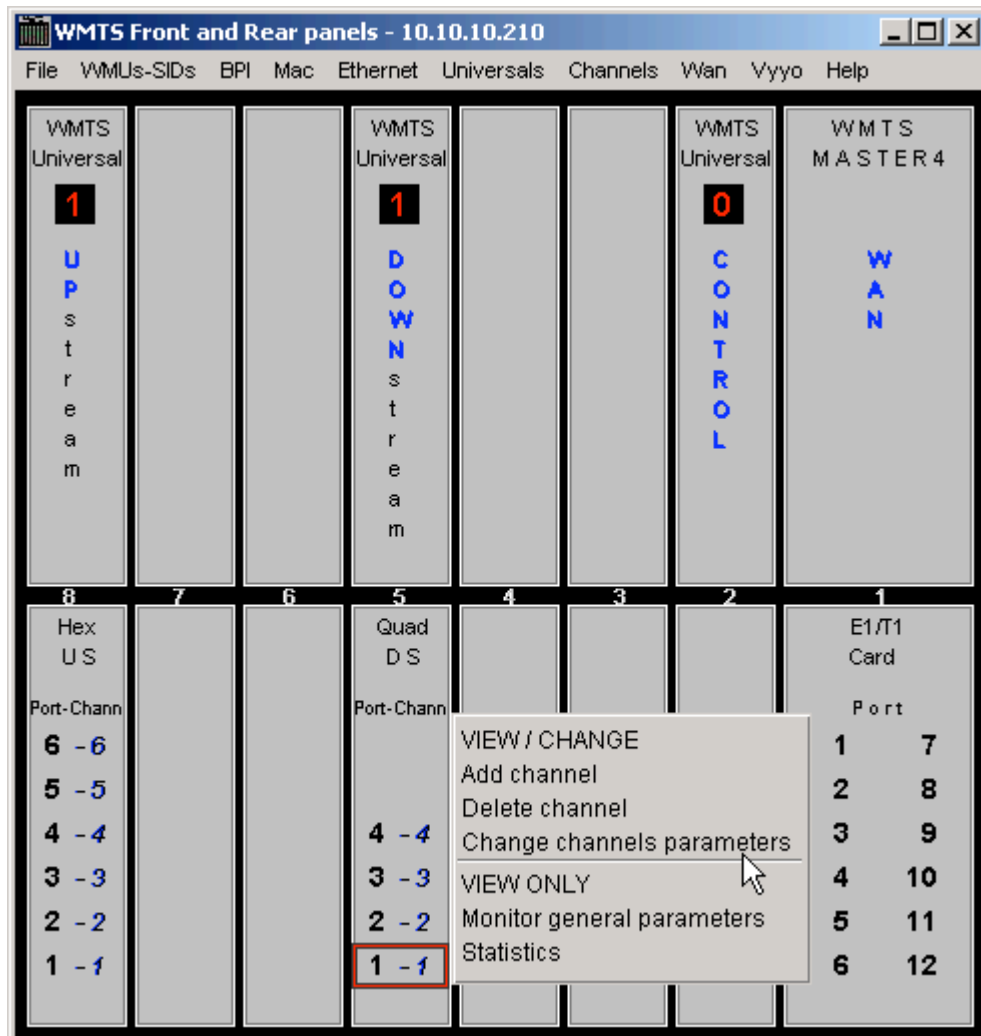 WMTS Front and Rear panels - 10.10.10.210
File WMUs-SIDs BPI Mac Ethernet Universals Channels Wan Vyyo Help
WMTS
Universal
1
UPstream
WMTS
Universal
1
DOWNstream
WMTS
Universal
0
CONTROL
WMTS
MASTER4
WAN
8 7 6 5 4 3 2 1
Hex
US
Port-Chann
6 -6
5 -5
4 -4
3 -3
2 -2
1 -1
Quad
DS
Port-Chann
4 -4
3 -3
2 -2
1 -1
VIEW / CHANGE
Add channel
Delete channel
Change channels parameters
VIEW ONLY
Monitor general parameters
Statistics
E1/T1
Card
Port
1 7
2 8
3 9
4 10
5 11
6 12